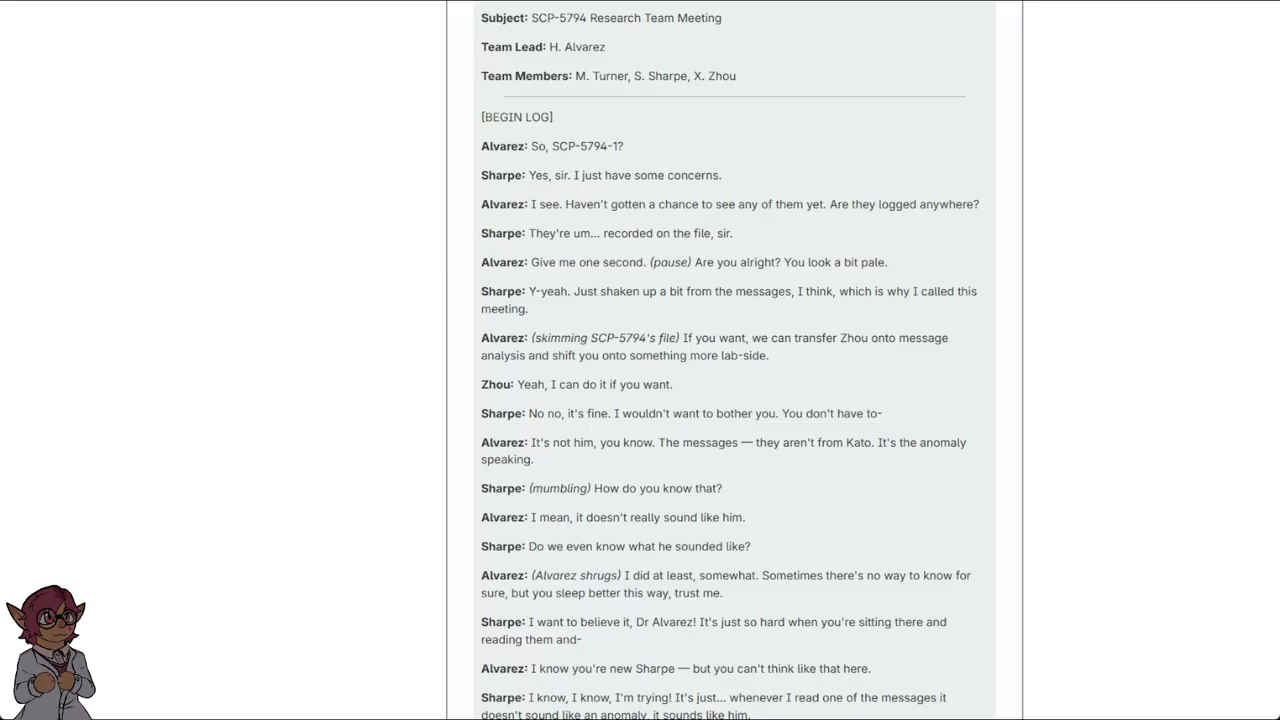 Subject: SCP-5794 Research Team Meeting
Team Lead: H. Alvarez
Team Members: M. Turner, S. Sharpe, X. Zhou
[BEGIN LOG]
Alvarez: So, SCP-5794-1?
Sharpe: Yes, sir. I just have some concerns.
Alvarez: I see. Haven't gotten a chance to see any of them yet. Are they logged anywhere?
Sharpe: They're um... recorded on the file, sir.
Alvarez: Give me one second. (pause) Are you alright? You look a bit pale.
Sharpe: Y-yeah. Just shaken up a bit from the messages, I think, which is why I called this
meeting.
Alvarez: (skimming SCP-5794's file) If you want, we can transfer Zhou onto message
analysis and shift you onto something more lab-side.
Zhou: Yeah, I can do it if you want.
Sharpe: No no, it's fine. I wouldn't want to bother you. You don't have to-
Alvarez: It's not him, you know. The messages — they aren't from Kato. It's the anomaly
speaking.
Sharpe: (mumbling) How do you know that?
Alvarez: I mean, it doesn't really sound like him.
Sharpe: Do we even know what he sounded like?
Alvarez: (Alvarez shrugs) I did at least, somewhat. Sometimes there's no way to know for
sure, but you sleep better this way, trust me.
Sharpe: I want to believe it, Dr Alvarez! It's just so hard when you're sitting there and
reading them and-
Alvarez: I know you're new Sharpe — but you can't think like that here.
Sharpe: I know, I know, I'm trying! It's just... whenever I read one of the messages it
doesn't sound like an anomaly, it sounds like him.